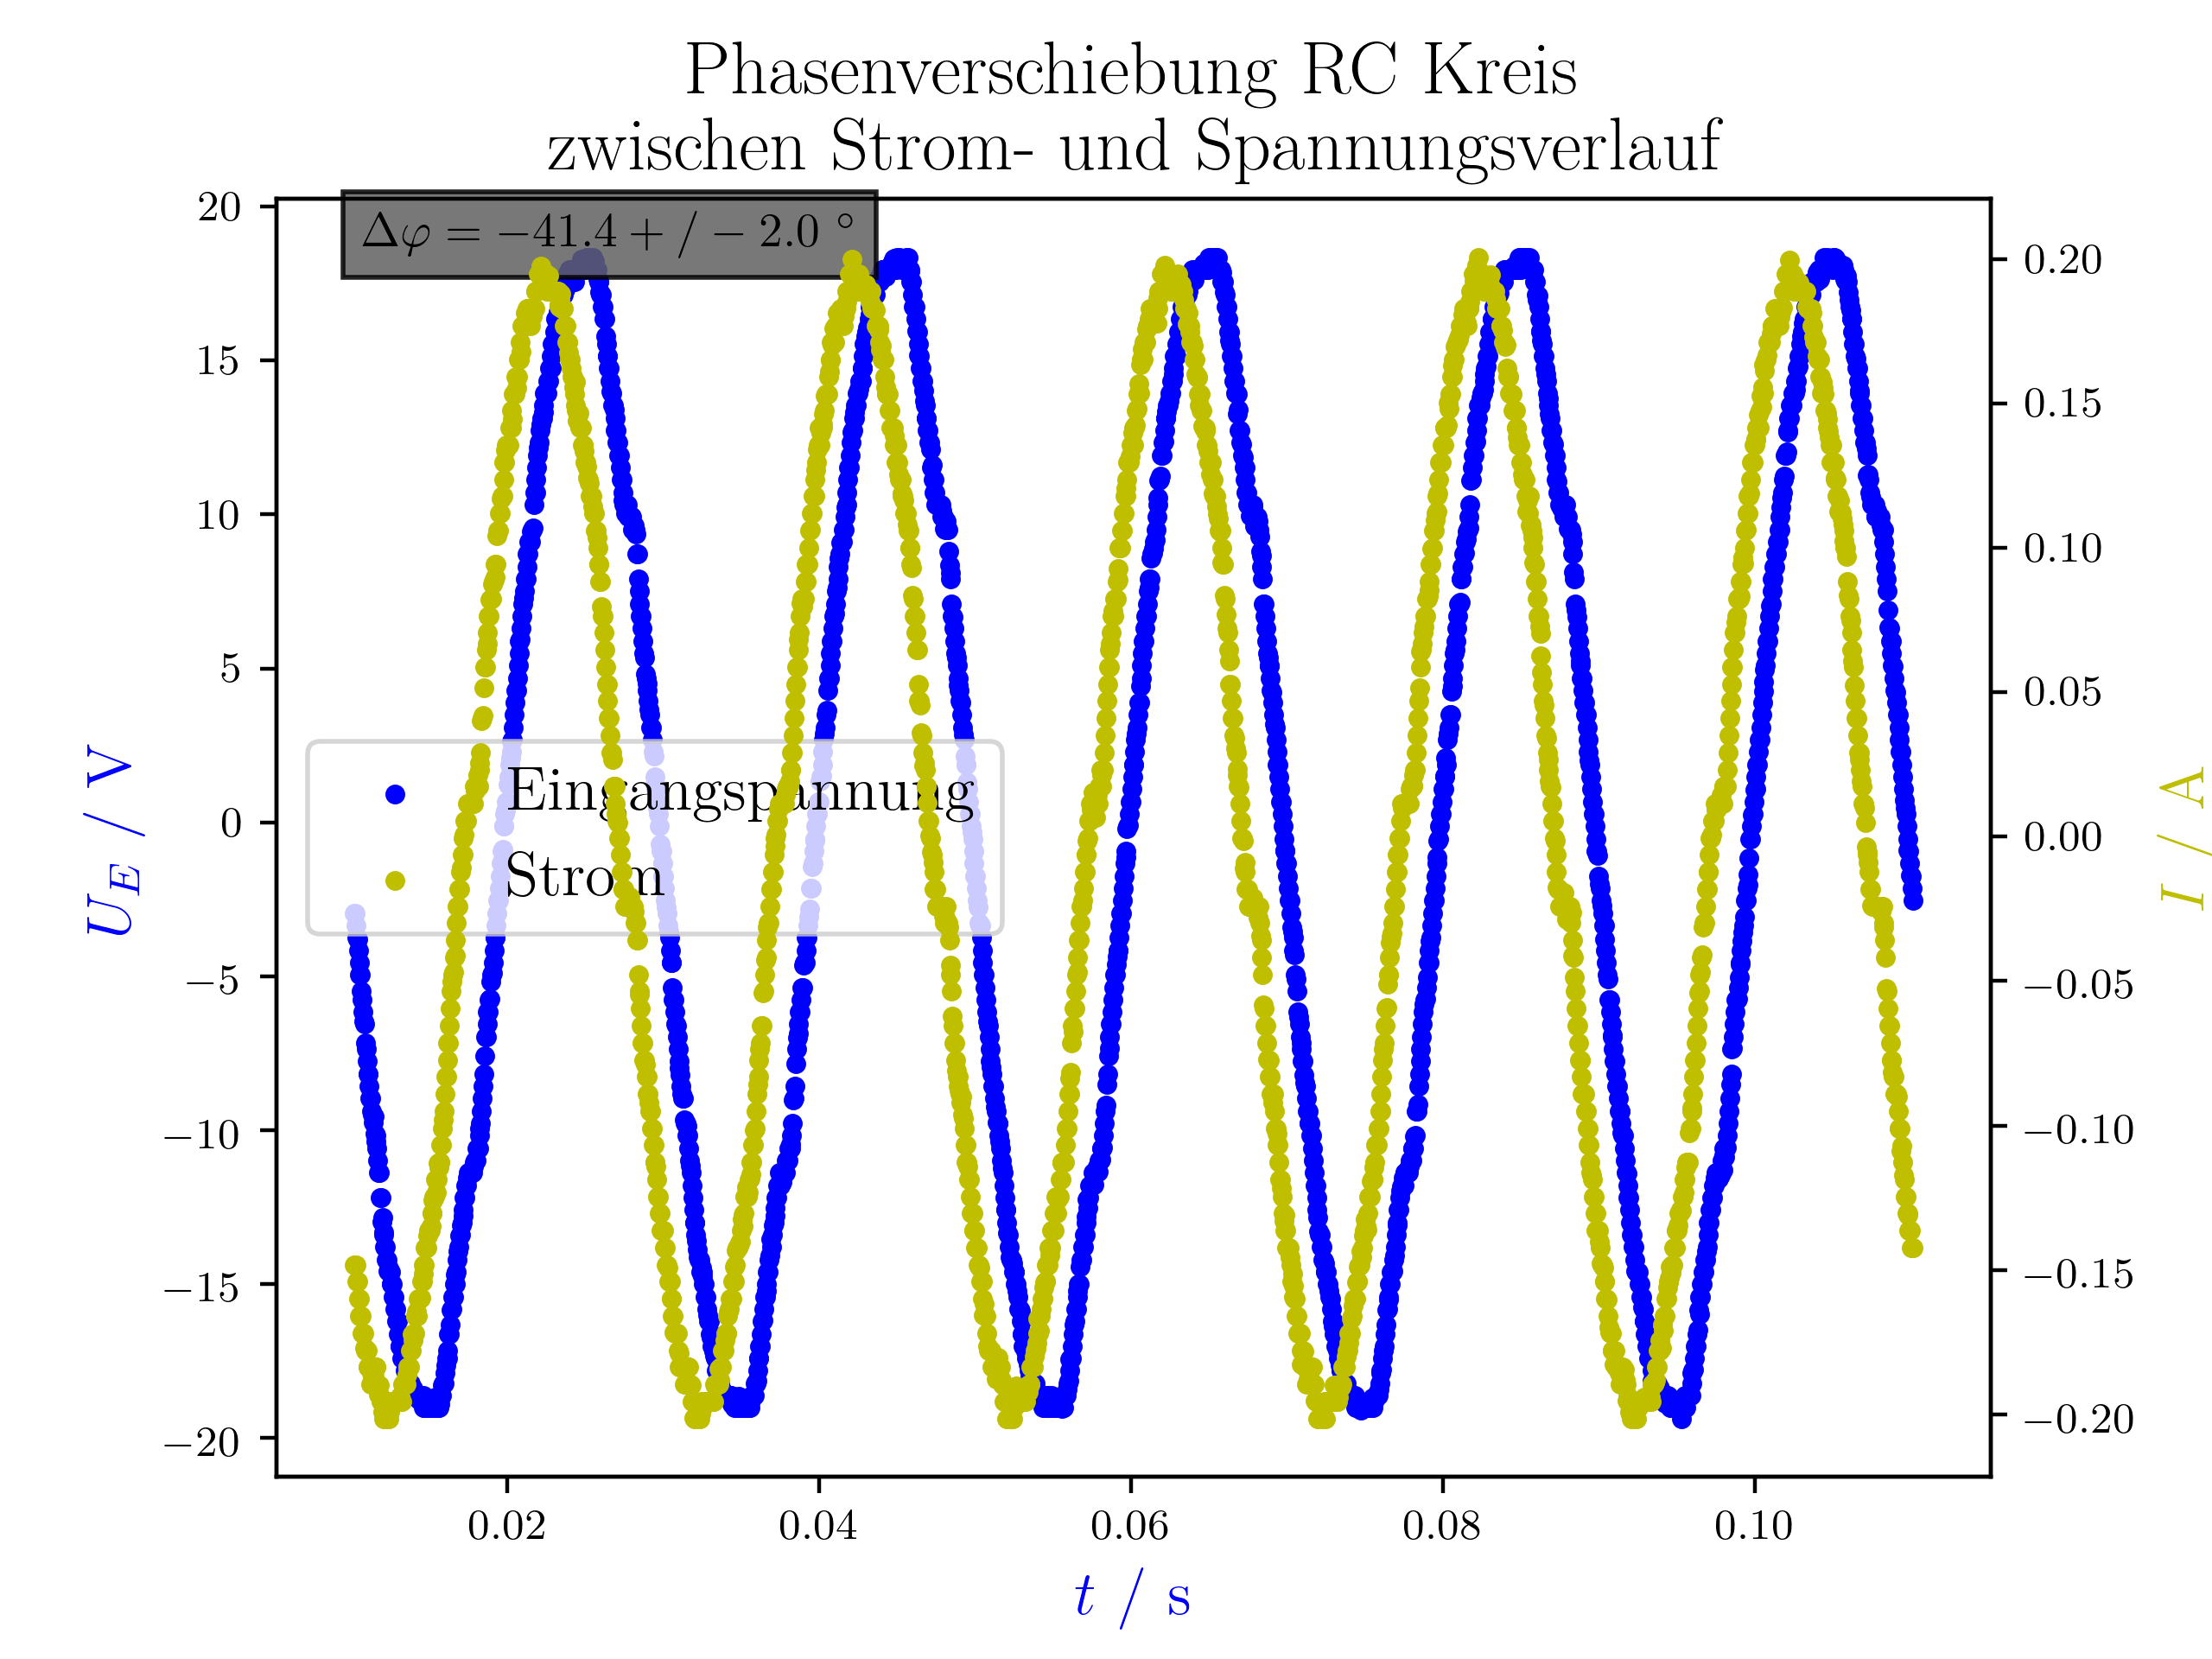 Phasenverschiebung RC Kreis
zwischen Strom- und Spannungsverlauf
Δφ = −41.4 + / − 2.0 °
20
15
10
5
0
−5
−10
−15
−20
U_E / V
Eingangspannung
Strom
0.20
0.15
0.10
0.05
0.00
−0.05
−0.10
−0.15
−0.20
I / A
0.02 0.04 0.06 0.08 0.10
t / s